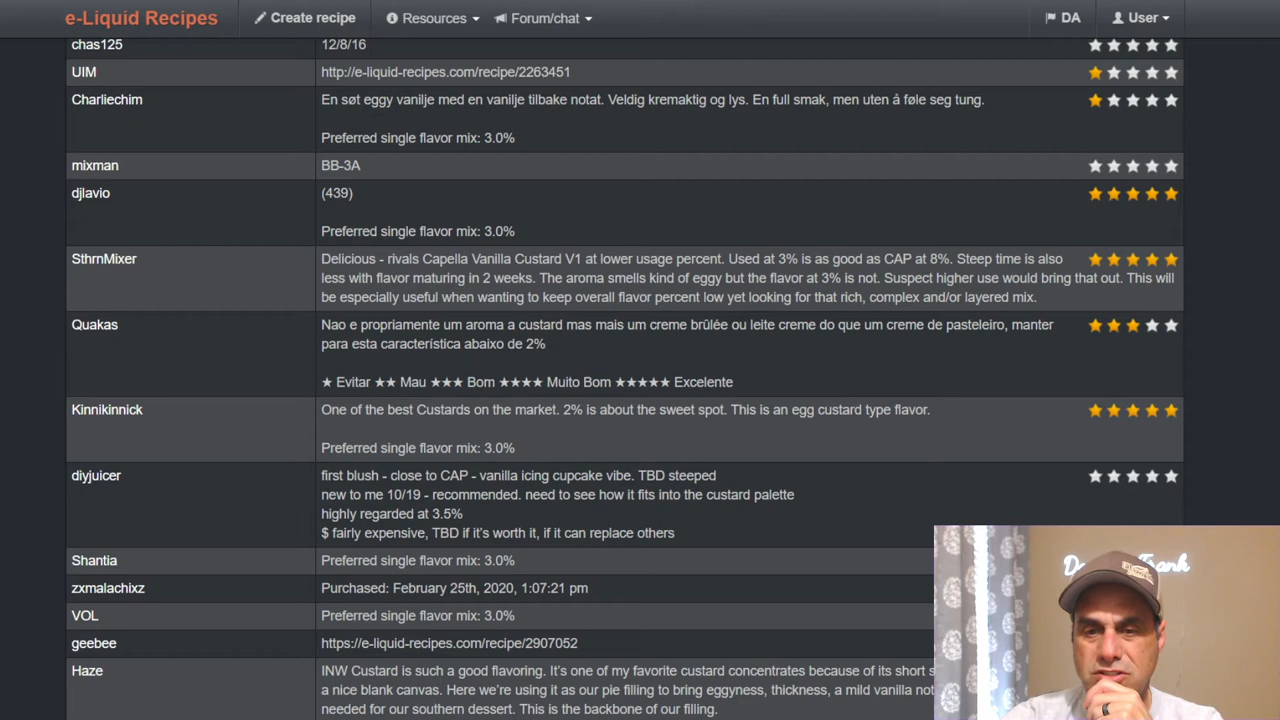 e-Liquid Recipes Create recipe Resources Forum/chat DA User
chas125 12/8/16
UIM http://e-liquid-recipes.com/recipe/2263451
Charliechim En søt eggy vanilje med en vanilje tilbake notat. Veldig kremaktig og lys. En full smak, men uten å føle seg tung.
Preferred single flavor mix: 3.0%
mixman BB-3A
djlavio (439)
Preferred single flavor mix: 3.0%
SthrnMixer Delicious - rivals Capella Vanilla Custard V1 at lower usage percent. Used at 3% is as good as CAP at 8%. Steep time is also
less with flavor maturing in 2 weeks. The aroma smells kind of eggy but the flavor at 3% is not. Suspect higher use would bring that out. This will
be especially useful when wanting to keep overall flavor percent low yet looking for that rich, complex and/or layered mix.
Quakas Nao e propriamente um aroma a custard mas mais um creme brûlée ou leite creme do que um creme de pasteleiro, manter
para esta característica abaixo de 2%
★ Evitar ★★ Mau ★★★ Bom ★★★★ Muito Bom ★★★★★ Excelente
Kinnikinnick One of the best Custards on the market. 2% is about the sweet spot. This is an egg custard type flavor.
Preferred single flavor mix: 3.0%
diyjuicer first blush - close to CAP - vanilla icing cupcake vibe. TBD steeped
new to me 10/19 - recommended. need to see how it fits into the custard palette
highly regarded at 3.5%
$ fairly expensive, TBD if it's worth it, if it can replace others
Shantia Preferred single flavor mix: 3.0%
zxmalachixz Purchased: February 25th, 2020, 1:07:21 pm
VOL Preferred single flavor mix: 3.0%
geebee https://e-liquid-recipes.com/recipe/2907052
Haze INW Custard is such a good flavoring. It's one of my favorite custard concentrates because of its short s
a nice blank canvas. Here we're using it as our pie filling to bring eggyness, thickness, a mild vanilla not
needed for our southern dessert. This is the backbone of our filling.